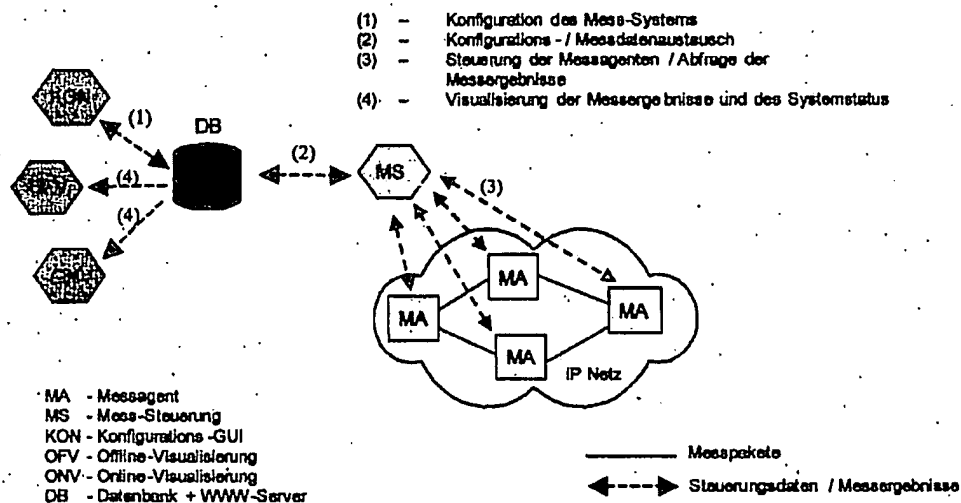 (1) – Konfiguration des Mess-Systems
(2) – Konfigurations - / Messdatenaustausch
(3) – Steuerung der Messagenten / Abfrage der
Messergebnisse
(4) – Visualisierung der Messergebnisse und des Systemstatus
KON
(1)
DB
(2)
MS
(3)
(4)
(4)
MA
MA
MA
MA
IP Netz
MA - Messagent
MS - Mess-Steuerung
KON - Konfigurations -GUI
OFV - Offline-Visualisierung
ONV - Online-Visualisierung
DB - Datenbank + WWW-Server
Messpakete
Steuerungsdaten / Messergebnisse